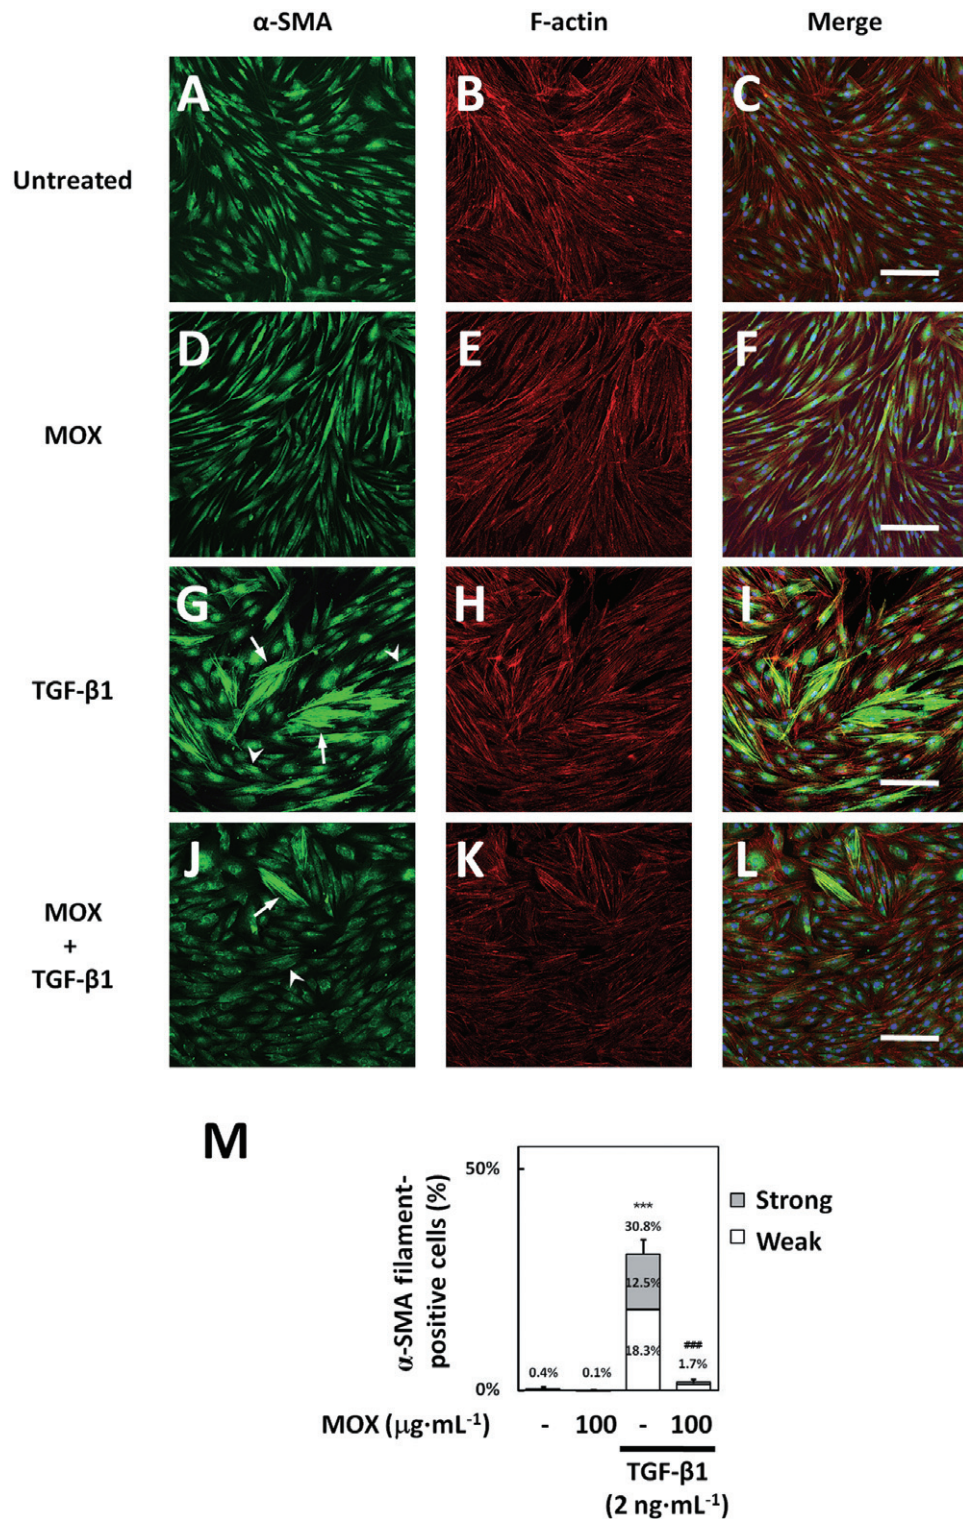 α-SMA F-actin Merge
Untreated
A B C
MOX
D E F
TGF-β1
G H I
MOX
+
TGF-β1
J K L
M
α-SMA filament-
positive cells (%)
50%
0%
0.4%
0.1%
***
30.8%
12.5%
18.3%
###
1.7%
Strong
Weak
MOX (μg·mL⁻¹) - 100 - 100
TGF-β1
(2 ng·mL⁻¹)